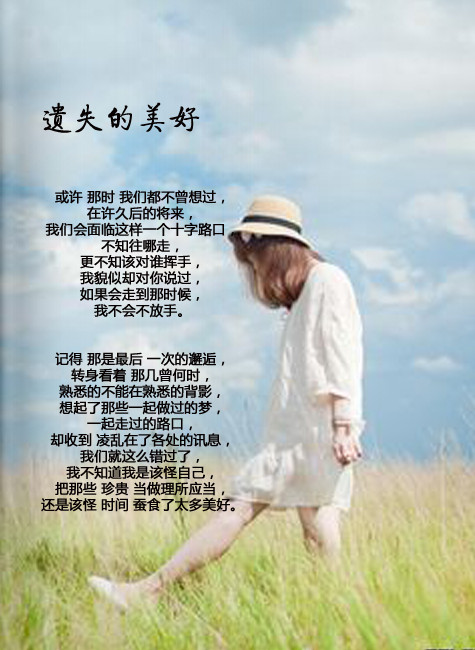 遗失的美好
或许 那时 我们都不曾想过，
在许久后的将来，
我们会面临这样一个十字路口，
不知往哪走，
更不知该对谁挥手，
我貌似却对你说过，
如果会走到那时候，
我不会不放手。
记得 那是最后 一次的邂逅，
转身看着 那几曾何时，
熟悉的不能在熟悉的背影，
想起了那些一起做过的梦，
一起走过的路口，
却收到 凌乱在了各处的讯息，
我们就这么错过了，
我不知道我是该怪自己，
把那些 珍贵 当做理所应当，
还是该怪 时间 蚕食了太多美好。